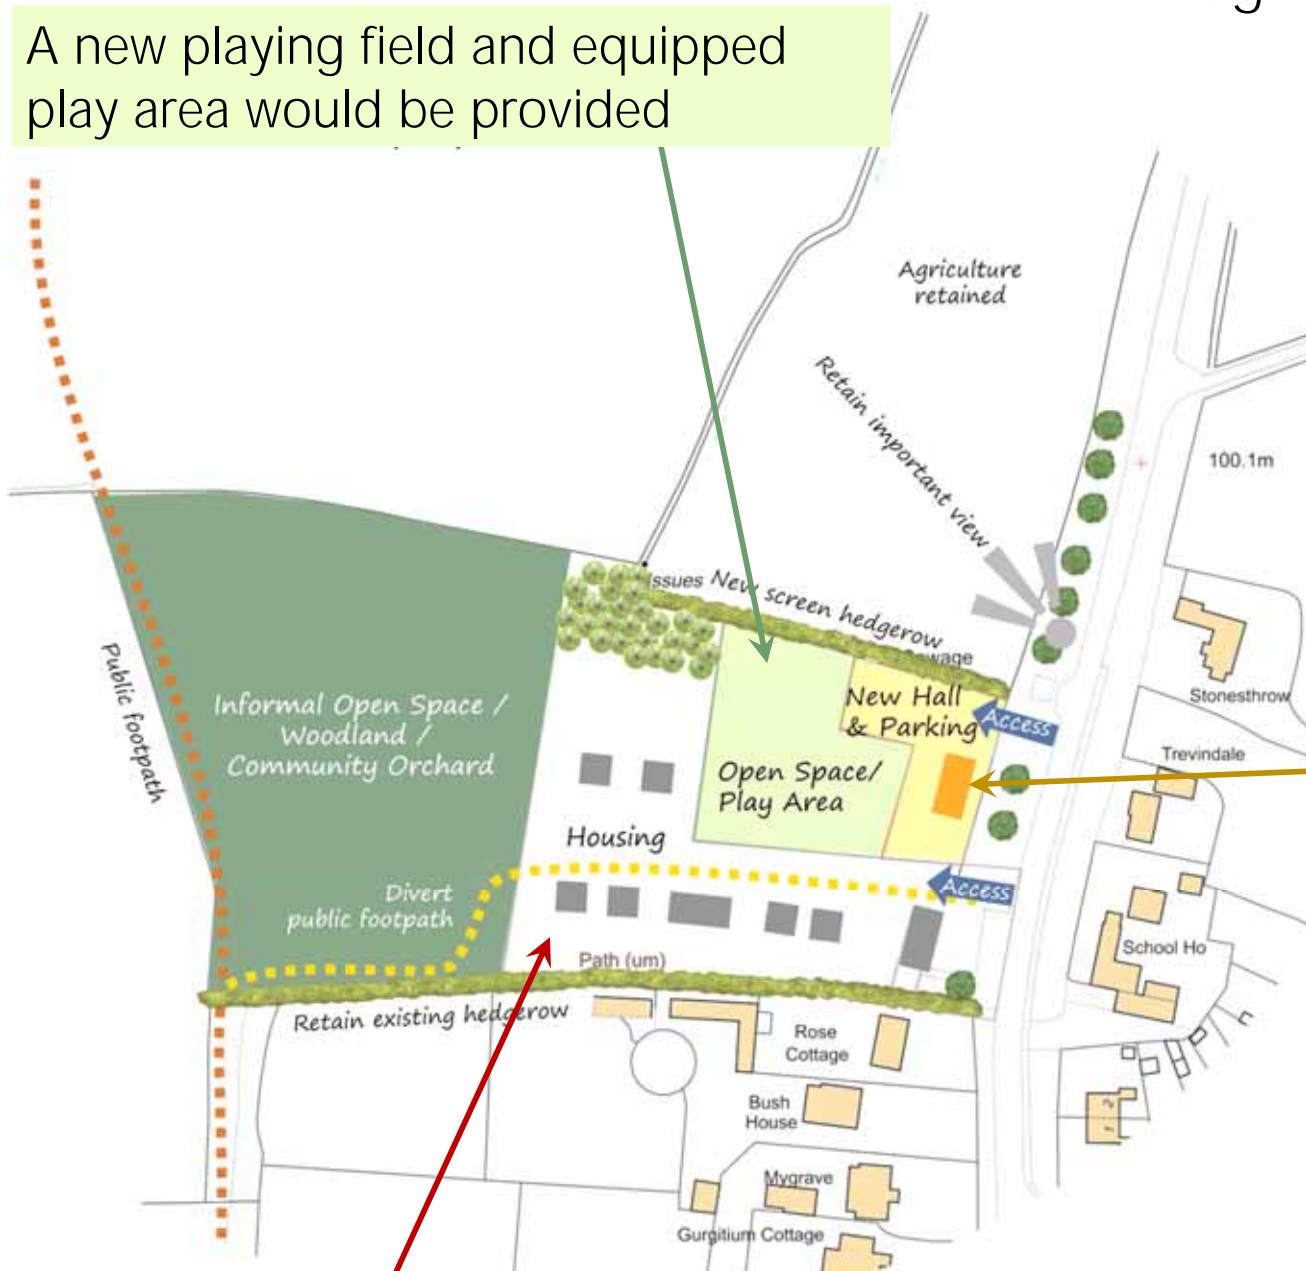 g
A new playing field and equipped
play area would be provided
Agriculture
retained
Retain important view
100.1m
Issues
New screen hedgerow
wage
Public footpath
Stonesthrow
Informal Open Space /
Woodland /
Community Orchard
New Hall
& Parking
Access
Trevindale
Open Space/
Play Area
Housing
Divert
public footpath
Access
School Ho
Path (um)
Retain existing hedgerow
Rose
Cottage
Bush
House
2
1
Mygrave
Gurgitium Cottage